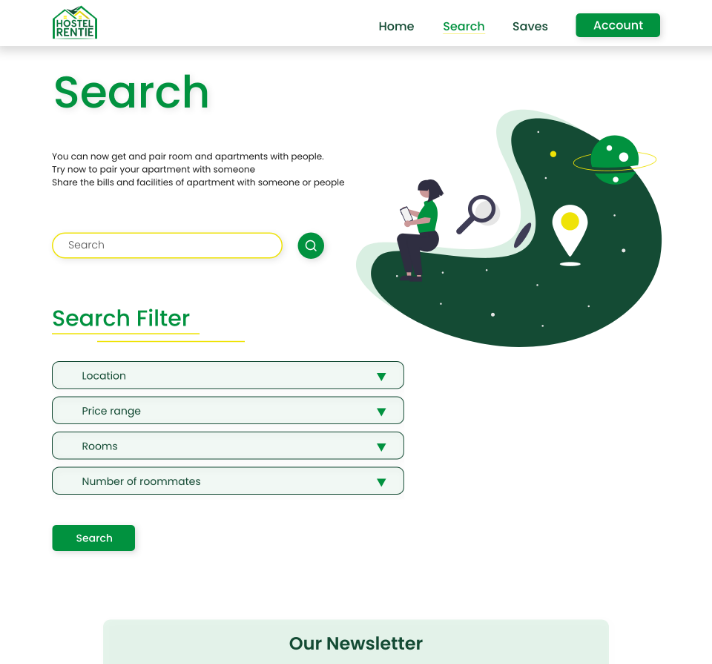 HOSTEL
RENTIE
Home
Search
Saves
Account
Search
You can now get and pair room and apartments with people.
Try now to pair your apartment with someone
Share the bills and facilities of apartment with someone or people
Search
Search Filter
Location
Price range
Rooms
Number of roommates
Search
Our Newsletter